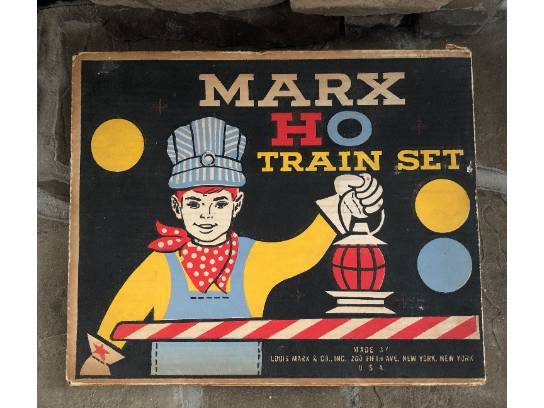 MARX
HO
TRAIN SET
MADE BY
LOUIS MARX & CO., INC. 200 FIFTH AVE. NEW YORK, NEW YORK
U. S. A.